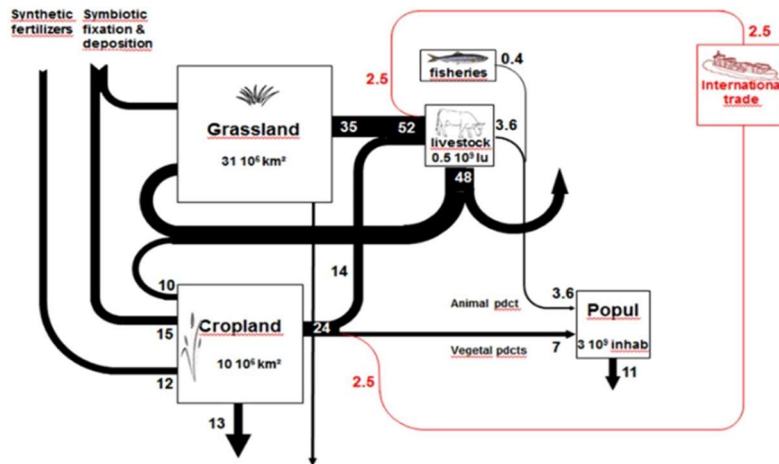 Synthetic
fertilizers
Symbiotic
fixation &
deposition
Grassland
31 10⁶ km²
35
52
2.5
fisheries
0.4
livestock
0.5 10⁹ lu
3.6
48
2.5
International
trade
14
10
15
12
Cropland
10 10⁶ km²
24
13
2.5
Animal pdct
3.6
Vegetal pdcts
7
Popul
3 10⁹ inhab
11